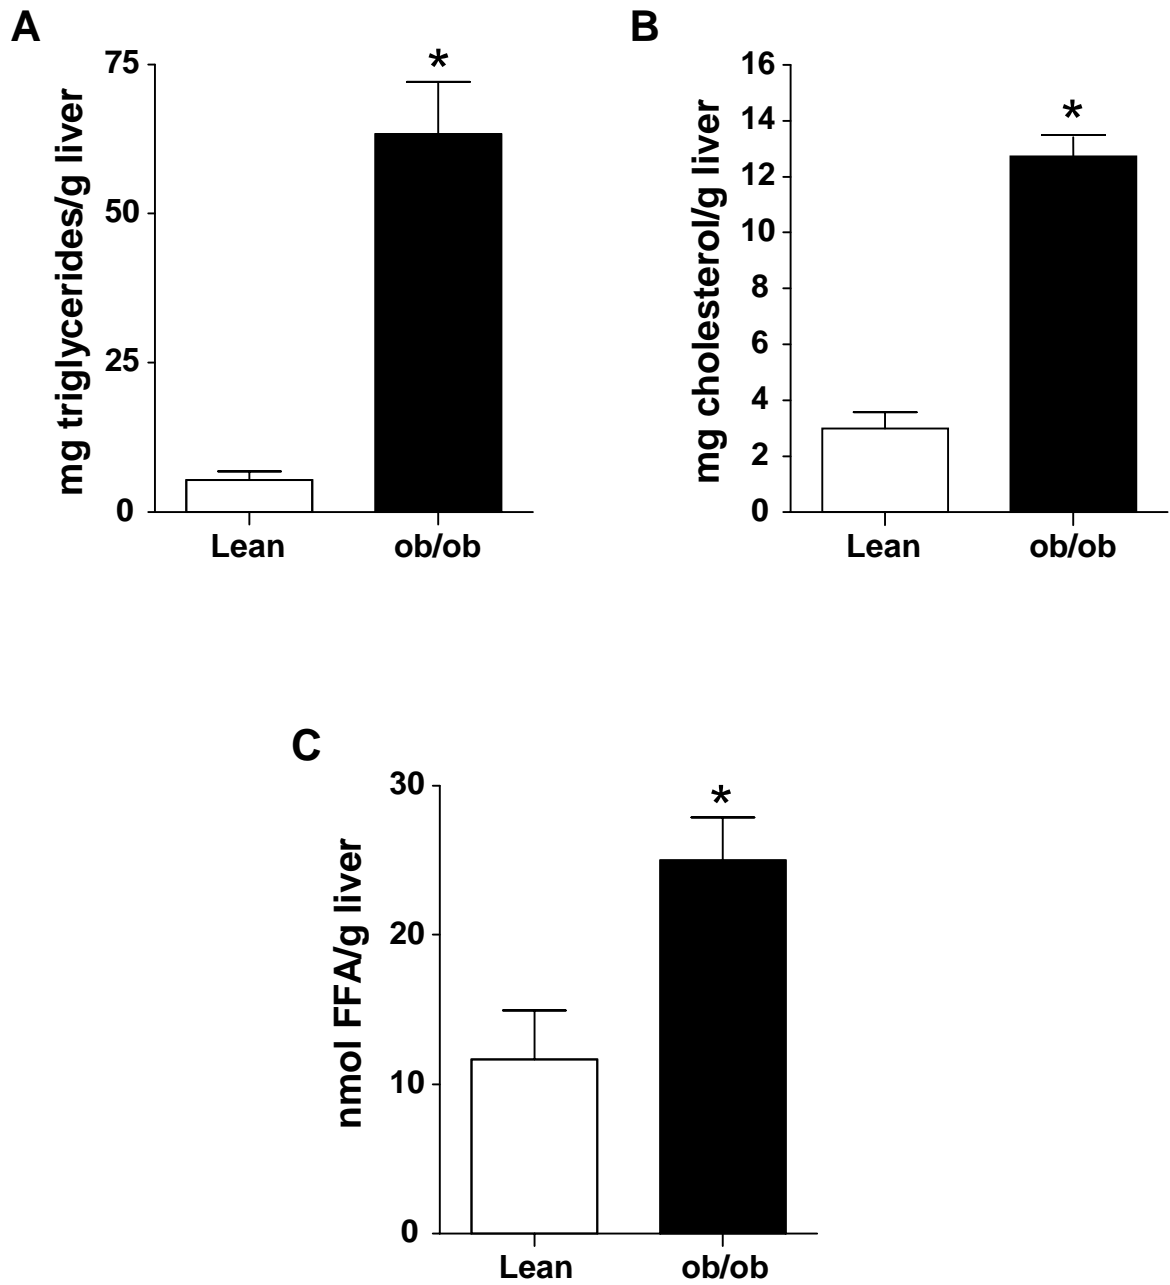 A
mg triglycerides/g liver
75
50
25
0
*
Lean
ob/ob
B
mg cholesterol/g liver
16
14
12
10
8
6
4
2
0
*
Lean
ob/ob
C
nmol FFA/g liver
30
20
10
0
*
Lean
ob/ob